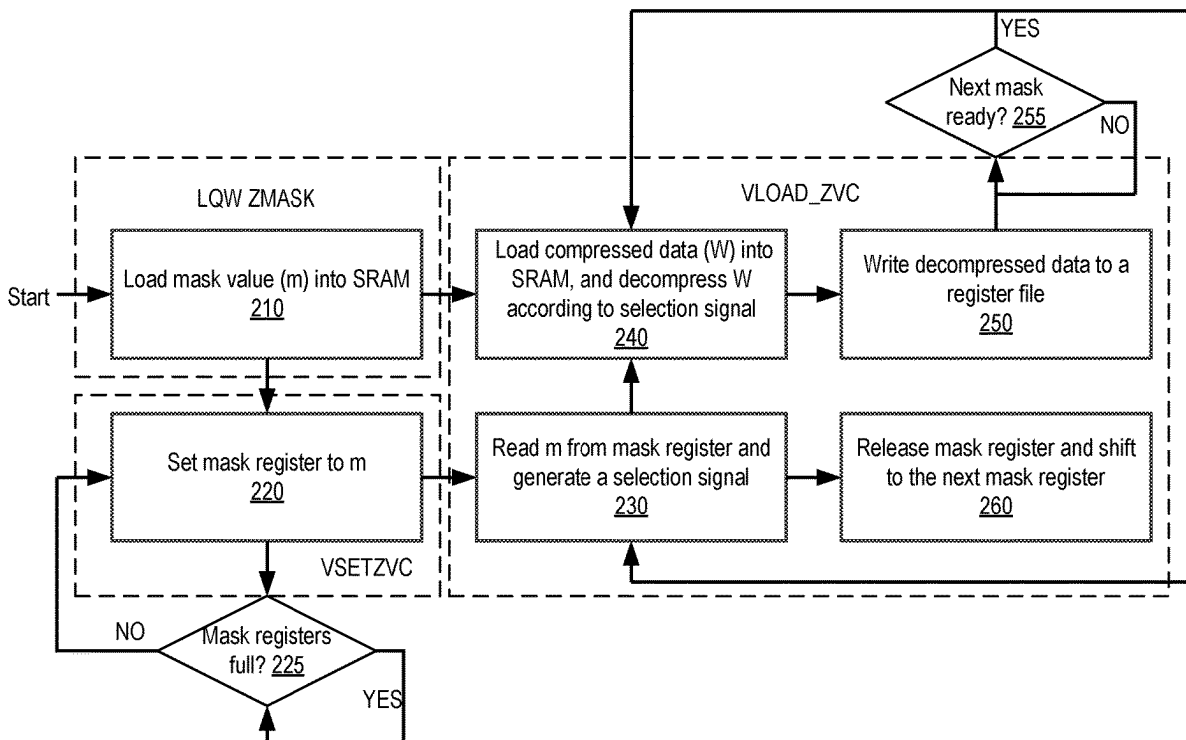 YES
Next mask
ready? 255
NO
LQW ZMASK
VLOAD_ZVC
Start
Load mask value (m) into SRAM
210
Load compressed data (W) into
SRAM, and decompress W
according to selection signal
240
Write decompressed data to a
register file
250
Set mask register to m
220
Read m from mask register and
generate a selection signal
230
Release mask register and shift
to the next mask register
260
VSETZVC
NO
Mask registers
full? 225
YES